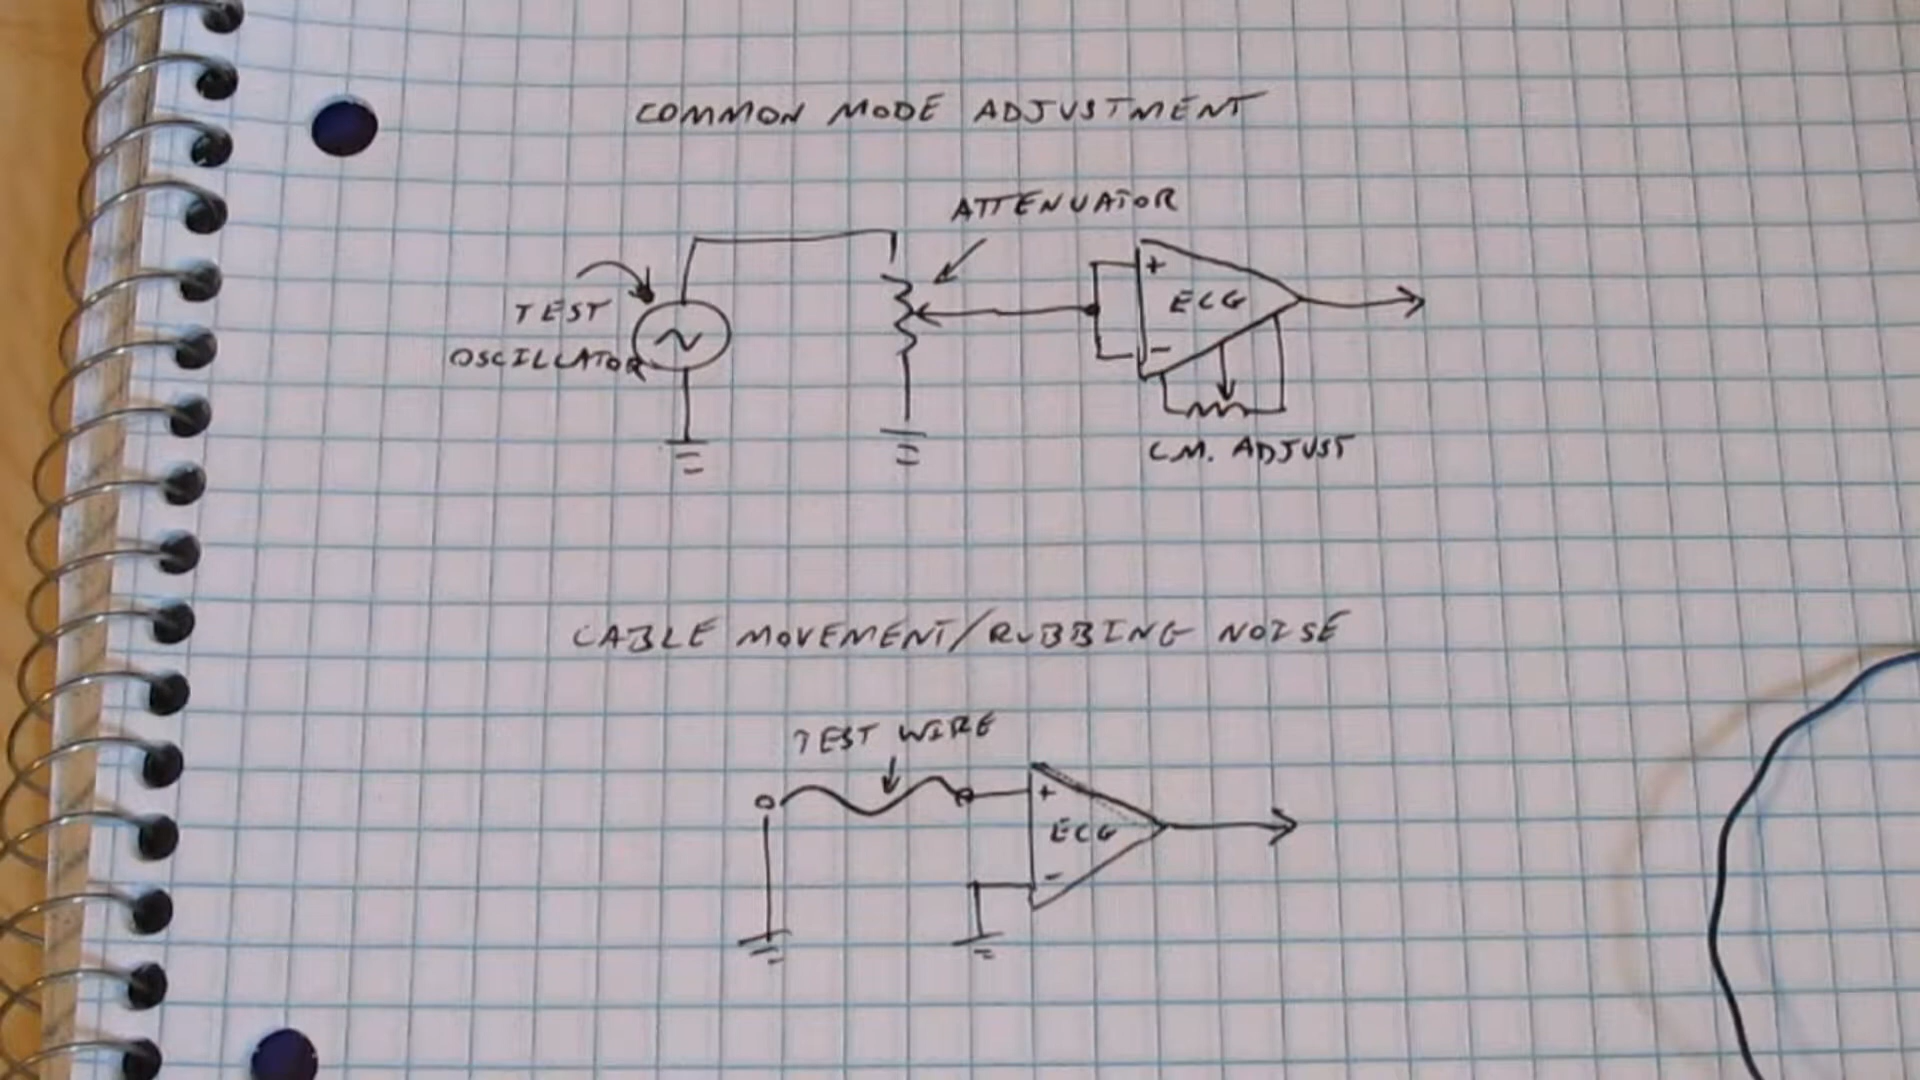 COMMON MODE ADJUSTMENT
ATTENUATOR
TEST
OSCILLATOR
+
ECG
-
C.M. ADJUST
CABLE MOVEMENT/RUBBING NOISE
TEST WIRE
+
ECG
-